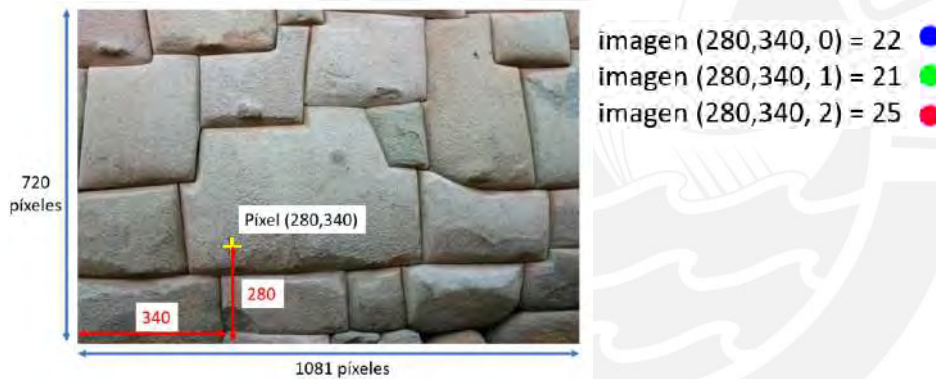 imagen (280,340, 0) = 22
imagen (280,340, 1) = 21
imagen (280,340, 2) = 25
720
píxeles
Píxel (280,340)
280
340
1081 píxeles